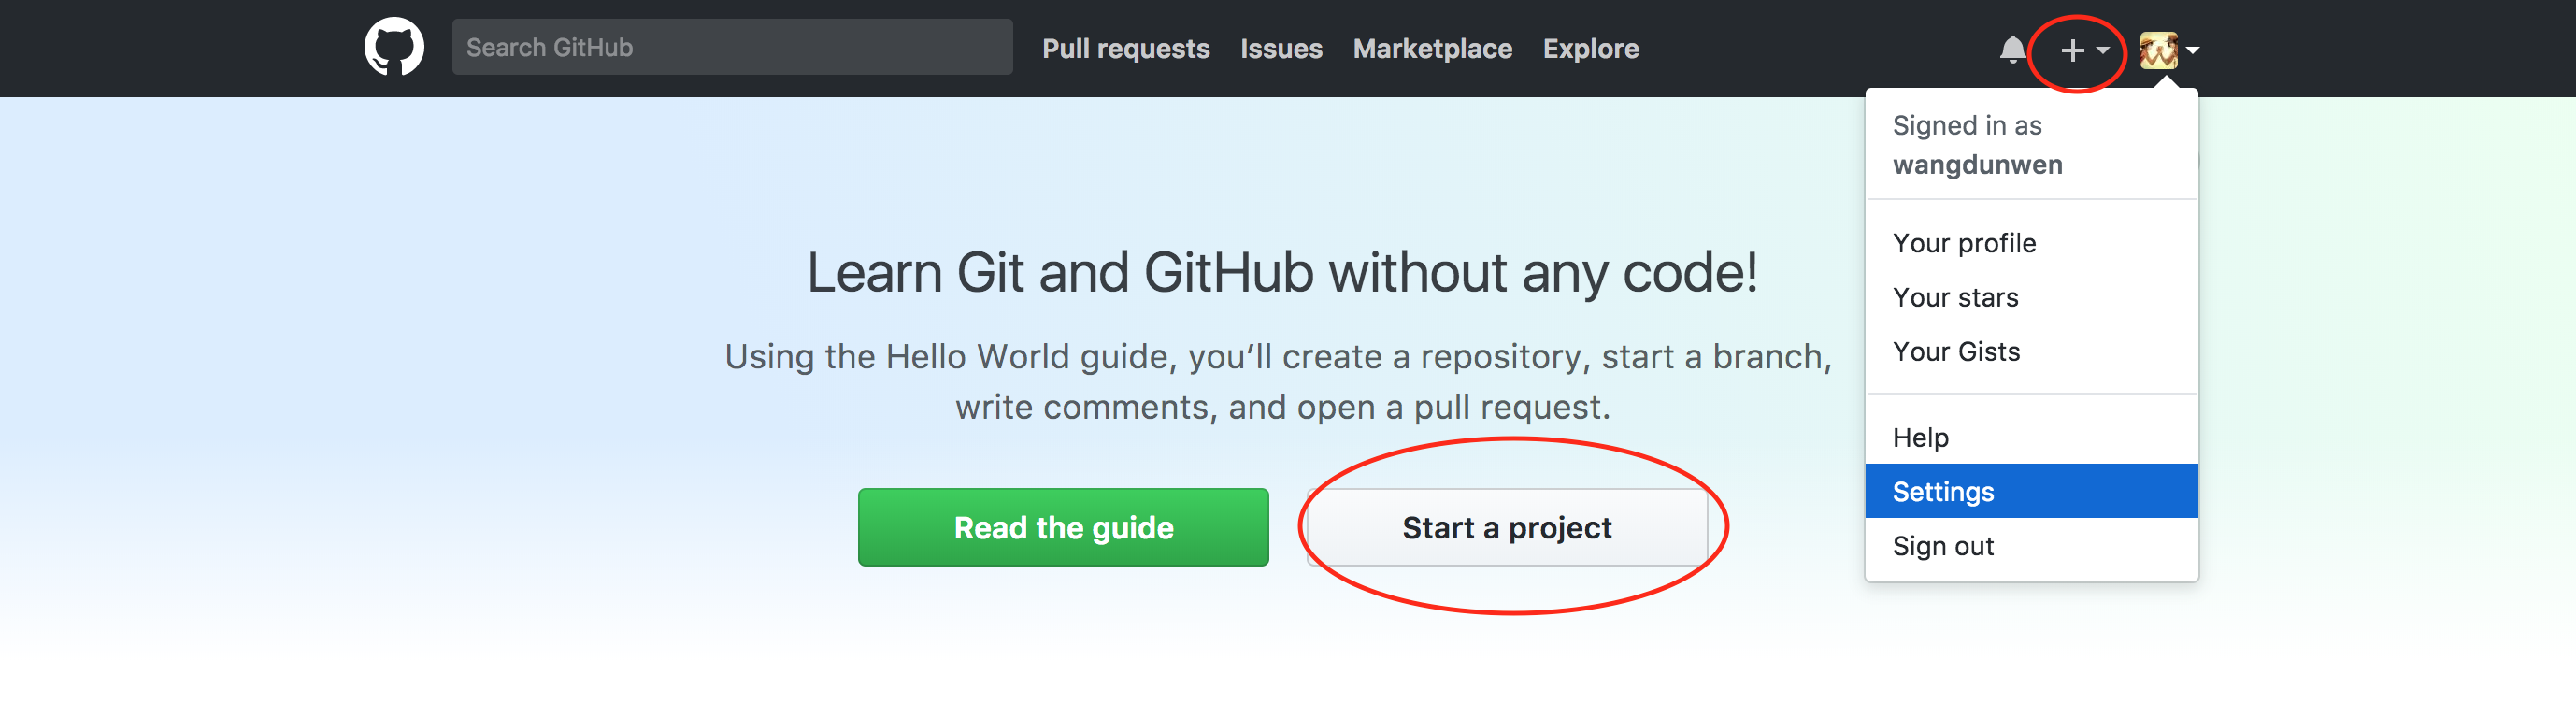 Search GitHub
Pull requests
Issues
Marketplace
Explore
Signed in as
wangdunwen
Your profile
Your stars
Your Gists
Help
Settings
Sign out
Learn Git and GitHub without any code!
Using the Hello World guide, you’ll create a repository, start a branch,
write comments, and open a pull request.
Read the guide
Start a project